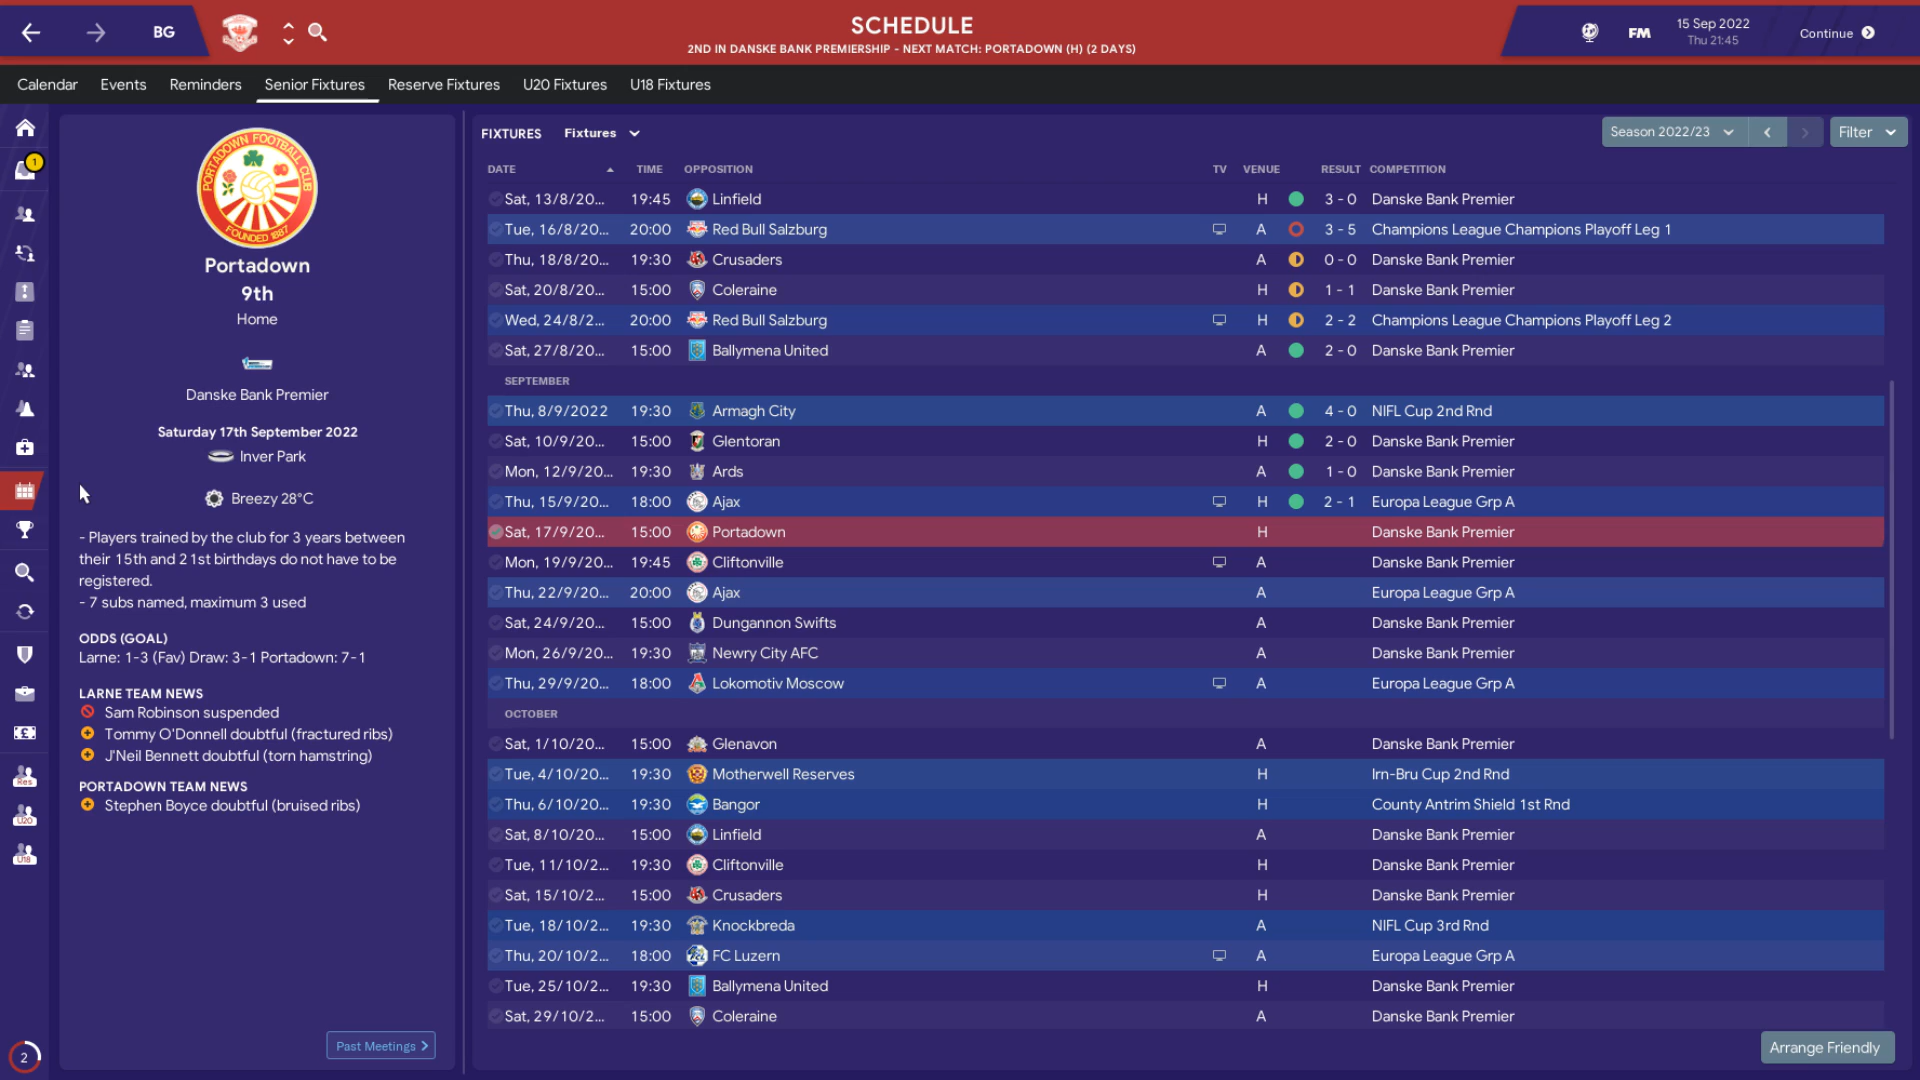 BG
SCHEDULE
2ND IN DANSKE BANK PREMIERSHIP - NEXT MATCH: PORTADOWN (H) (2 DAYS)
FM
15 Sep 2022
Thu 21:45
Continue
Calendar Events Reminders Senior Fixtures Reserve Fixtures U20 Fixtures U18 Fixtures
1
Res
U20
U18
2
PORTADOWN FOOTBALL CLUB
FOUNDED 1887
Portadown
9th
Home
Danske Bank Premier
Saturday 17th September 2022
Inver Park
Breezy 28°C
- Players trained by the club for 3 years between
their 15th and 21st birthdays do not have to be
registered.
- 7 subs named, maximum 3 used
ODDS (GOAL)
Larne: 1-3 (Fav) Draw: 3-1 Portadown: 7-1
LARNE TEAM NEWS
Sam Robinson suspended
Tommy O'Donnell doubtful (fractured ribs)
J'Neil Bennett doubtful (torn hamstring)
PORTADOWN TEAM NEWS
Stephen Boyce doubtful (bruised ribs)
Past Meetings
FIXTURES Fixtures
Season 2022/23
Filter
DATE TIME OPPOSITION TV VENUE RESULT COMPETITION
Sat, 13/8/20... 19:45 Linfield H 3 - 0 Danske Bank Premier
Tue, 16/8/20... 20:00 Red Bull Salzburg A 3 - 5 Champions League Champions Playoff Leg 1
Thu, 18/8/20... 19:30 Crusaders A 0 - 0 Danske Bank Premier
Sat, 20/8/20... 15:00 Coleraine H 1 - 1 Danske Bank Premier
Wed, 24/8/2... 20:00 Red Bull Salzburg H 2 - 2 Champions League Champions Playoff Leg 2
Sat, 27/8/20... 15:00 Ballymena United A 2 - 0 Danske Bank Premier
SEPTEMBER
Thu, 8/9/2022 19:30 Armagh City A 4 - 0 NIFL Cup 2nd Rnd
Sat, 10/9/20... 15:00 Glentoran H 2 - 0 Danske Bank Premier
Mon, 12/9/20... 19:30 Ards A 1 - 0 Danske Bank Premier
Thu, 15/9/20... 18:00 Ajax H 2 - 1 Europa League Grp A
Sat, 17/9/20... 15:00 Portadown H Danske Bank Premier
Mon, 19/9/20... 19:45 Cliftonville A Danske Bank Premier
Thu, 22/9/20... 20:00 Ajax A Europa League Grp A
Sat, 24/9/20... 15:00 Dungannon Swifts A Danske Bank Premier
Mon, 26/9/20... 19:30 Newry City AFC A Danske Bank Premier
Thu, 29/9/20... 18:00 Lokomotiv Moscow A Europa League Grp A
OCTOBER
Sat, 1/10/20... 15:00 Glenavon A Danske Bank Premier
Tue, 4/10/20... 19:30 Motherwell Reserves H Irn-Bru Cup 2nd Rnd
Thu, 6/10/20... 19:30 Bangor H County Antrim Shield 1st Rnd
Sat, 8/10/20... 15:00 Linfield A Danske Bank Premier
Tue, 11/10/2... 19:30 Cliftonville H Danske Bank Premier
Sat, 15/10/2... 15:00 Crusaders H Danske Bank Premier
Tue, 18/10/2... 19:30 Knockbreda A NIFL Cup 3rd Rnd
Thu, 20/10/2... 18:00 FC Luzern A Europa League Grp A
Tue, 25/10/2... 19:30 Ballymena United H Danske Bank Premier
Sat, 29/10/2... 15:00 Coleraine A Danske Bank Premier
Arrange Friendly